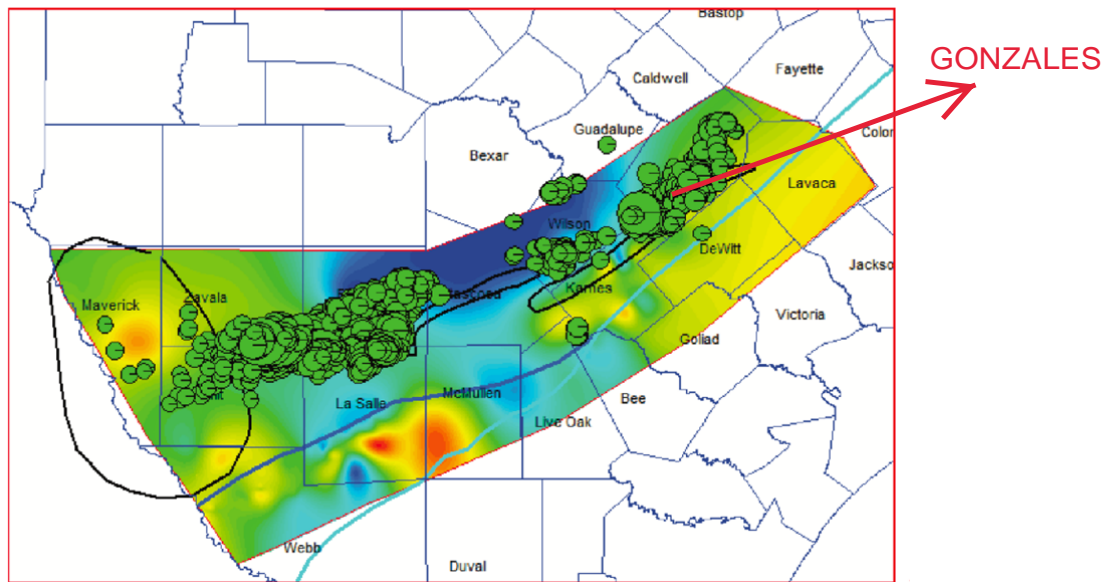 Bastop
GONZALES
Fayette
Caldwell
Guadalupe
Color
Bexar
Lavaca
Wilson
DeWitt
Jackso
Karnes
Zavala
Maverick
Victoria
Goliad
McMullen
La Salle
Bee
Live Oak
Webb
Duval